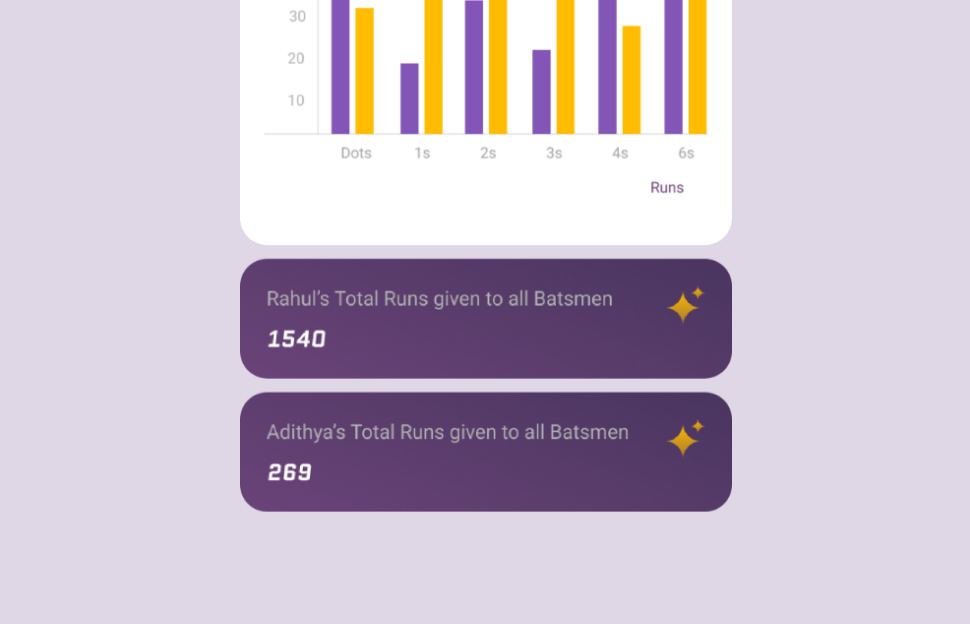 30
20
10
Dots 1s 2s 3s 4s 6s
Runs
Rahul's Total Runs given to all Batsmen
1540
Adithya's Total Runs given to all Batsmen
269